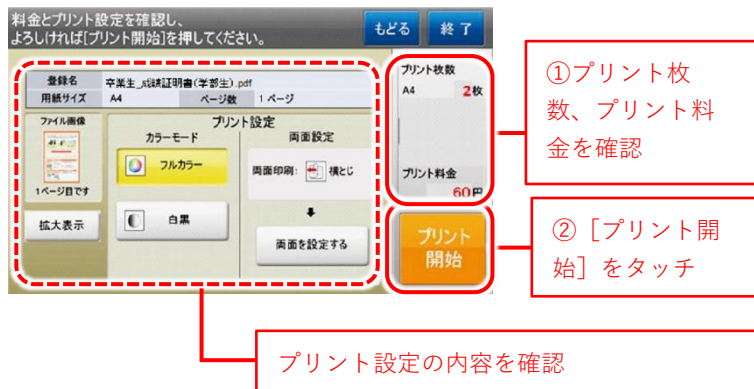 料金とプリント設定を確認し、
よろしければ[プリント開始]を押してください。
もどる
終了
登録名 卒業生_成績証明書(学部生).pdf
用紙サイズ A4 ページ数 1 ページ
ファイル画像
1ページ目です
拡大表示
プリント設定
カラーモード
フルカラー
白黒
両面設定
両面印刷: 横とじ
両面を設定する
プリント枚数
A4 2枚
プリント料金
60円
プリント
開始
①プリント枚
数、プリント料
金を確認
②［プリント開
始］をタッチ
プリント設定の内容を確認